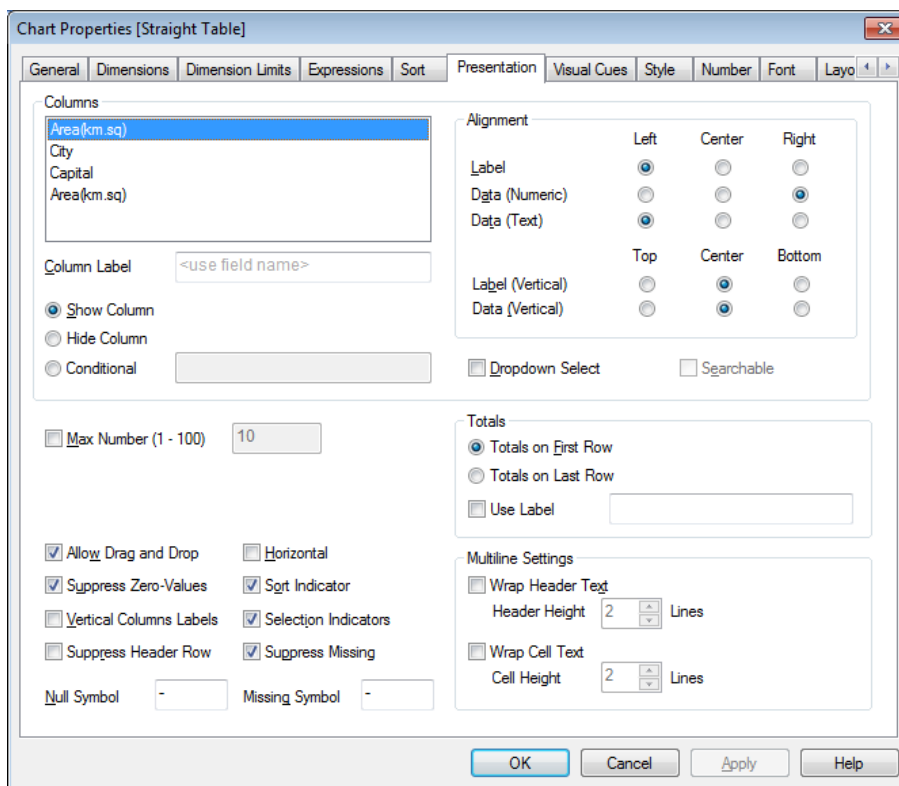 Chart Properties [Straight Table]
General Dimensions Dimension Limits Expressions Sort Presentation Visual Cues Style Number Font Layo
Columns
Area(km.sq)
City
Capital
Area(km.sq)
Column Label <use field name>
Show Column
Hide Column
Conditional
Alignment
Left Center Right
Label
Data (Numeric)
Data (Text)
Top Center Bottom
Label (Vertical)
Data (Vertical)
Dropdown Select Searchable
Max Number (1 - 100) 10
Totals
Totals on First Row
Totals on Last Row
Use Label
Allow Drag and Drop Horizontal
Suppress Zero-Values Sort Indicator
Vertical Columns Labels Selection Indicators
Suppress Header Row Suppress Missing
Null Symbol - Missing Symbol -
Multiline Settings
Wrap Header Text
Header Height 2 Lines
Wrap Cell Text
Cell Height 2 Lines
OK Cancel Apply Help